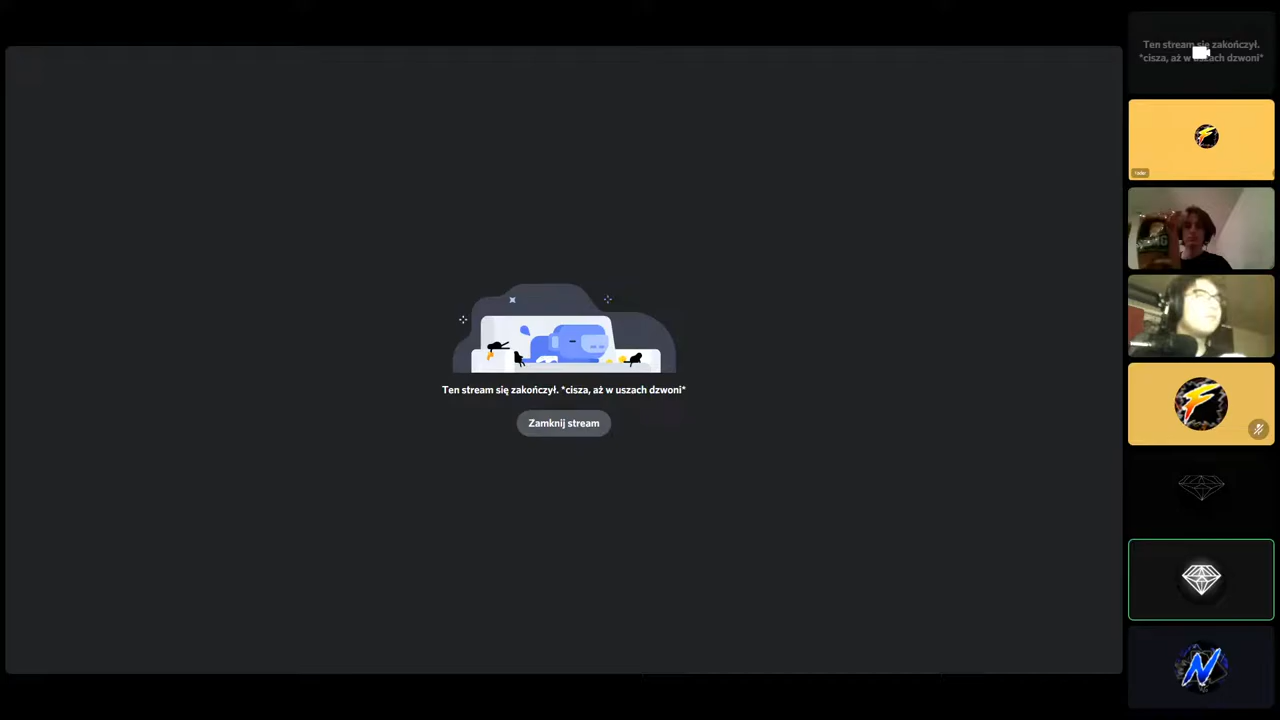 Ten stream się zakończył.
*cisza, aż w uszach dzwoni*
Ten stream się zakończył. *cisza, aż w uszach dzwoni*
Zamknij stream